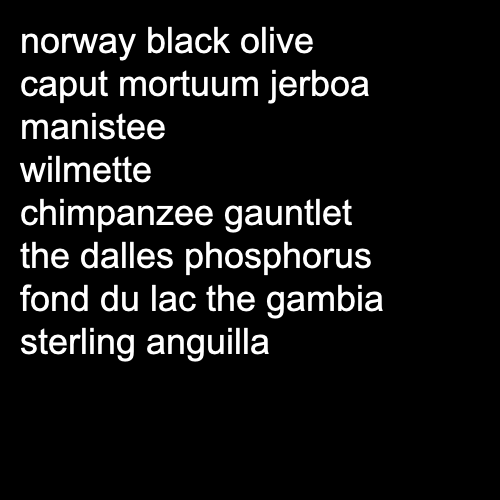 norway black olive
caput mortuum jerboa
manistee
wilmette
chimpanzee gauntlet
the dalles phosphorus
fond du lac the gambia
sterling anguilla